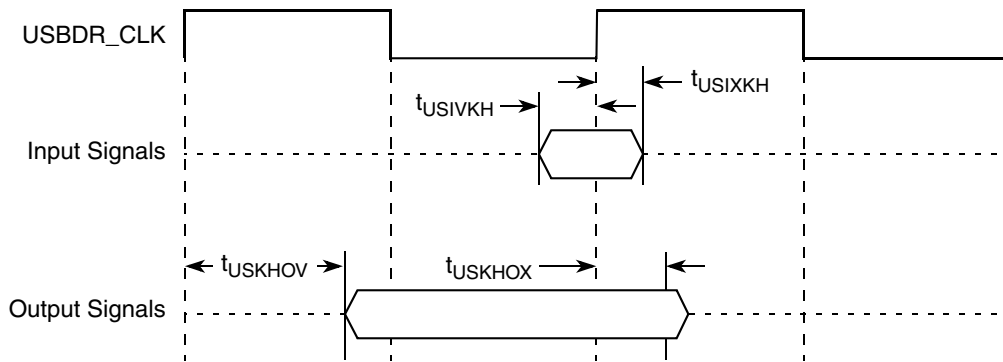 USBDR_CLK
tUSIXKH
tUSIVKH
Input Signals
tUSKHOV
tUSKHOX
Output Signals